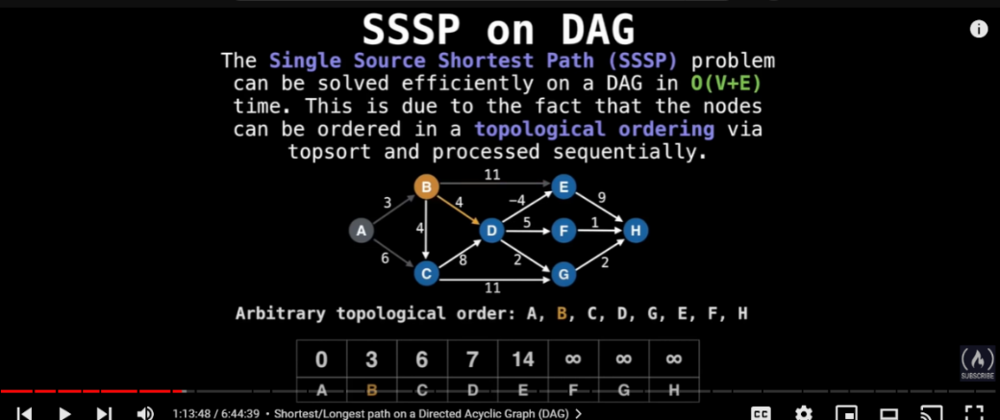 SSSP on DAG
The Single Source Shortest Path (SSSP) problem
can be solved efficiently on a DAG in O(V+E)
time. This is due to the fact that the nodes
can be ordered in a topological ordering via
topsort and processed sequentially.
11
B E
3 4 -4 9
A 4 D 5 F 1 H
6 8 2 2
C G
11
Arbitrary topological order: A, B, C, D, G, E, F, H
0 3 6 7 14 ∞ ∞ ∞
A B C D E F G H
SUBSCRIBE
1:13:48 / 6:44:39 • Shortest/Longest path on a Directed Acyclic Graph (DAG) >
CC